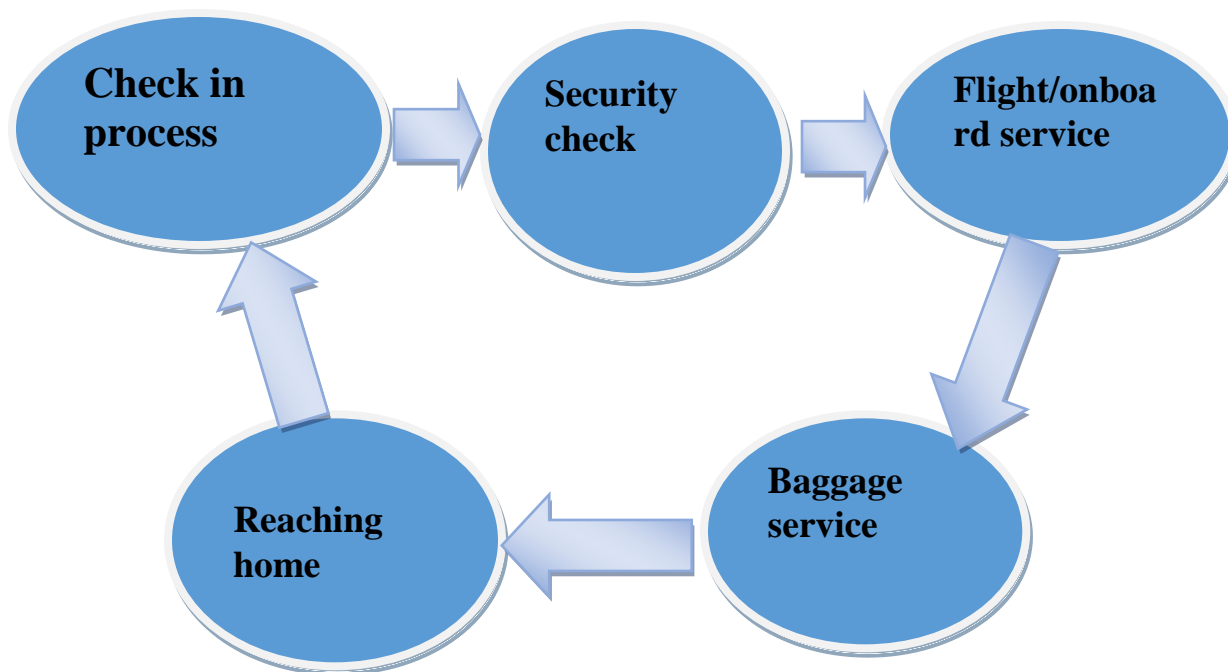 Check in
process
Security
check
Flight/onboa
rd service
Baggage
service
Reaching
home